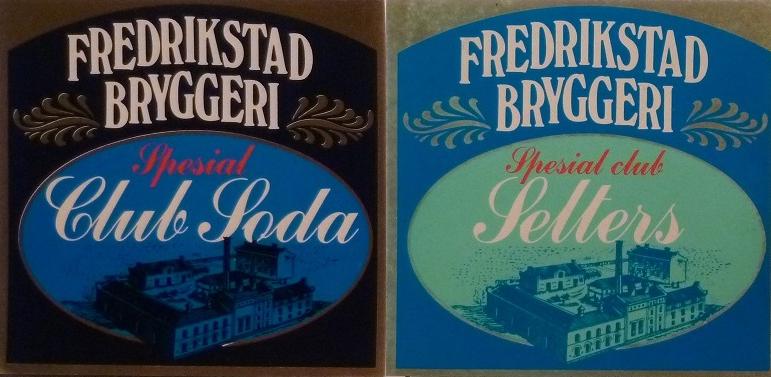 FREDRIKSTAD
BRYGGERI
Spesial
Club Soda
FREDRIKSTAD
BRYGGERI
Spesial club
Selters